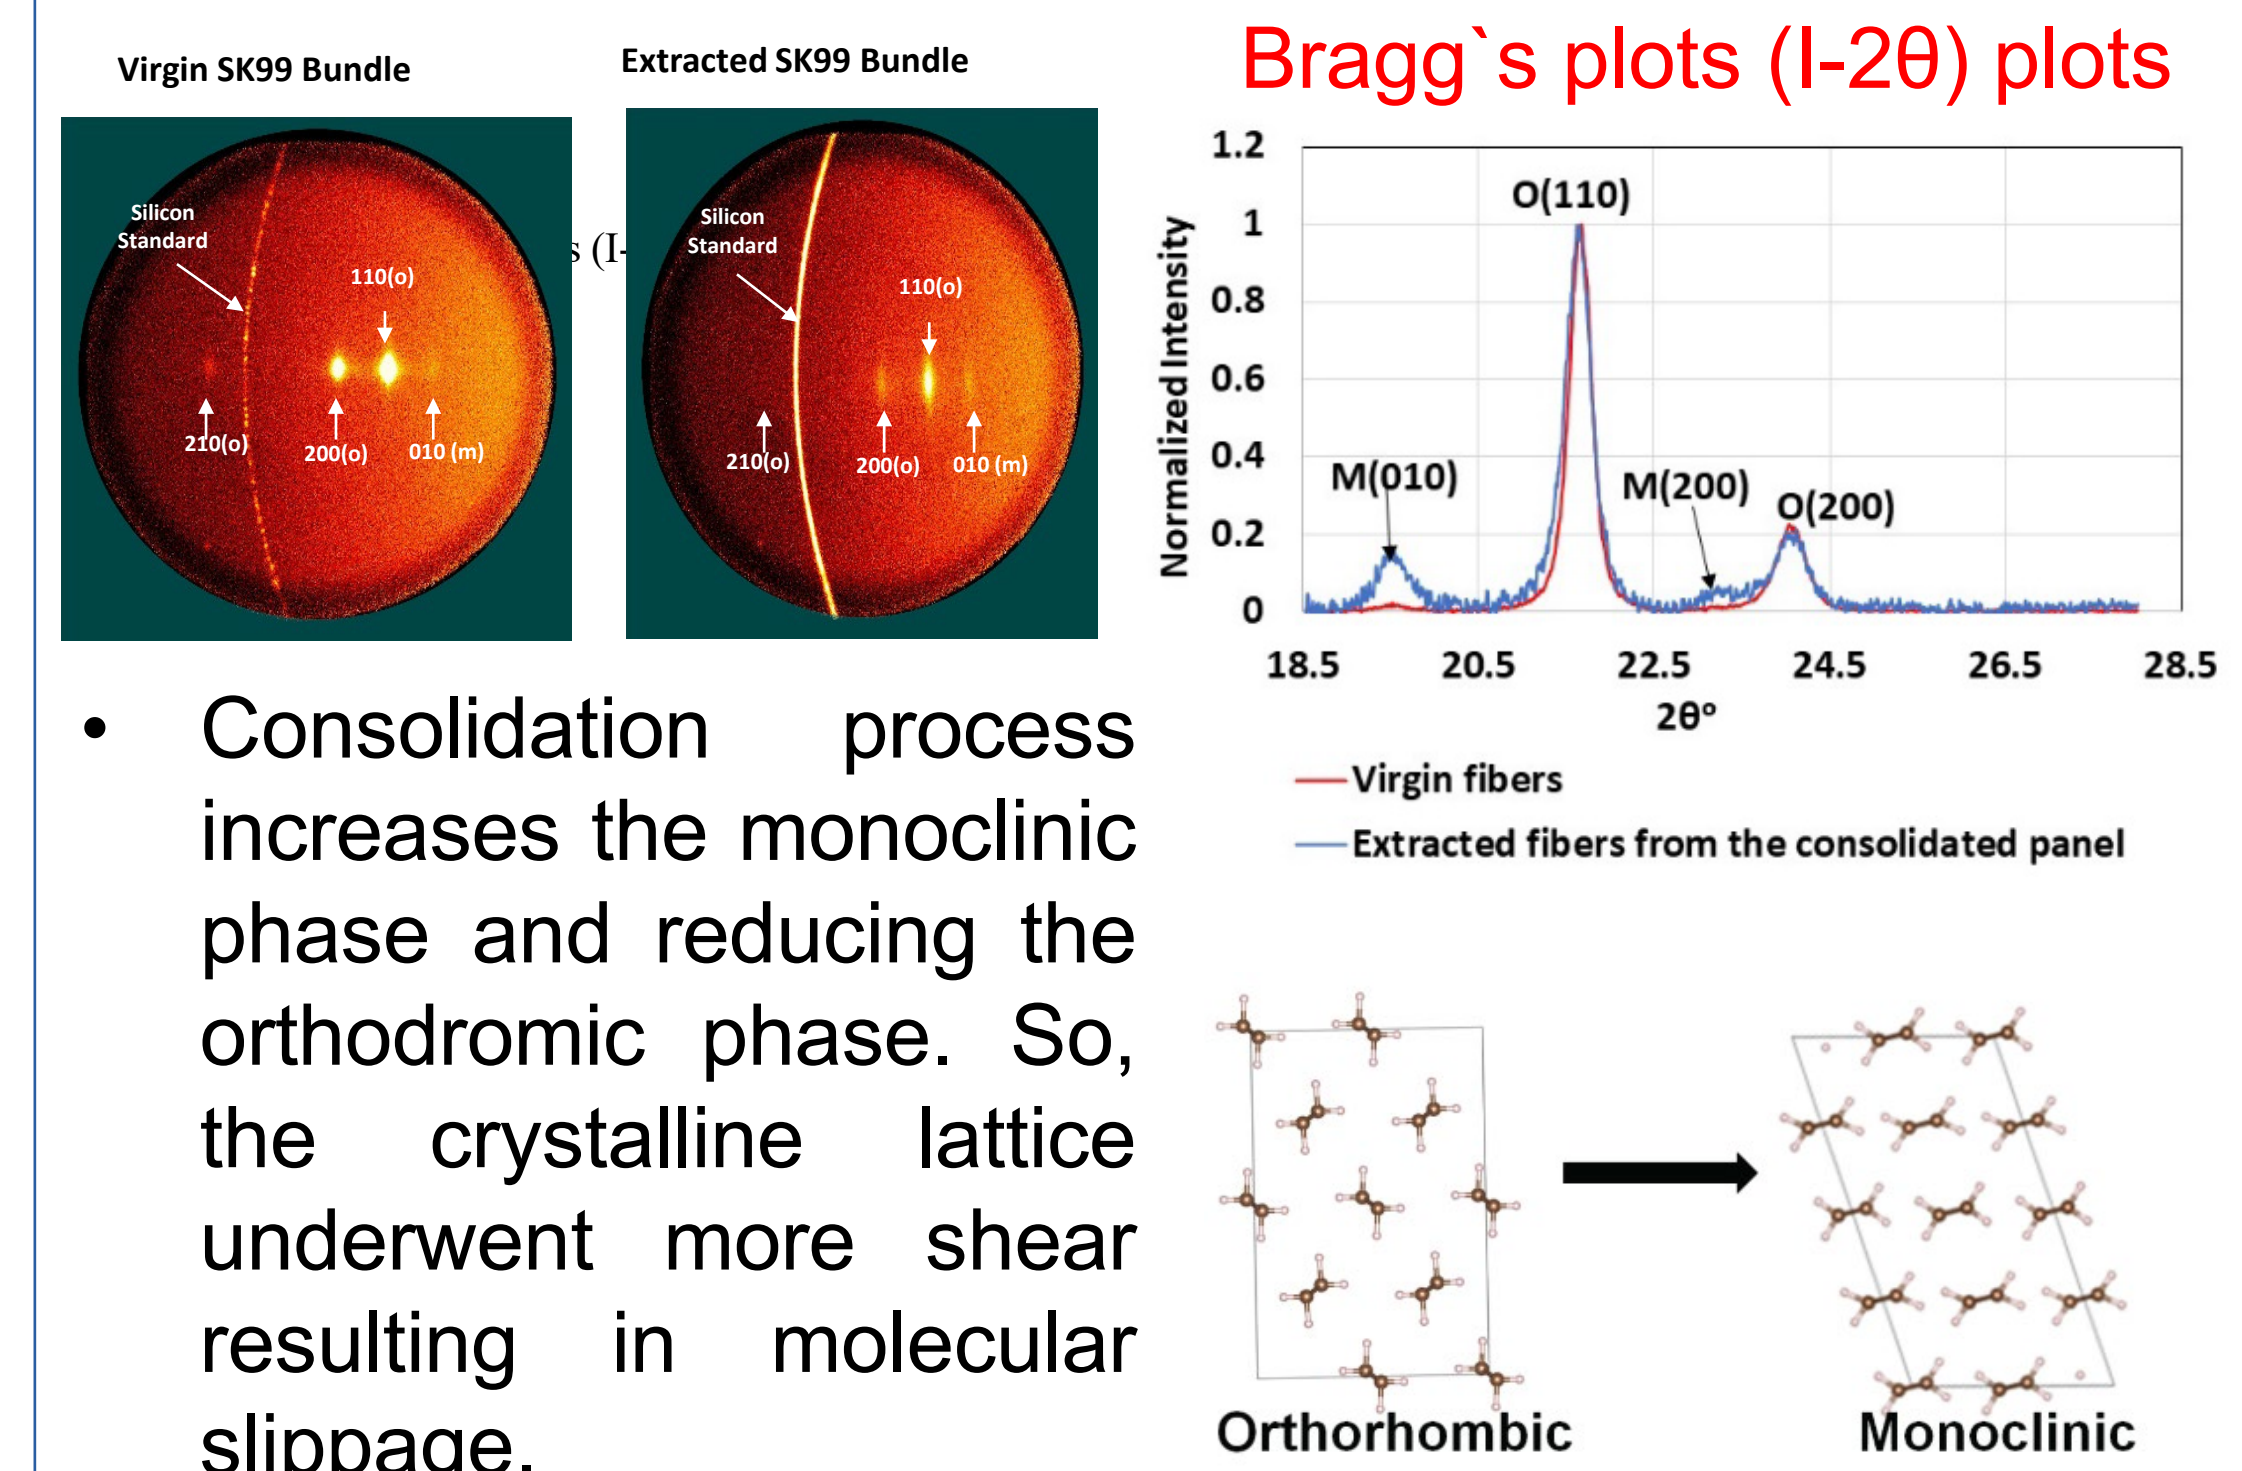 Virgin SK99 Bundle
Extracted SK99 Bundle
Silicon
Standard
110(o)
210(o)
200(o)
010 (m)
s (I-
Silicon
Standard
110(o)
210(o)
200(o)
010 (m)
• Consolidation process
increases the monoclinic
phase and reducing the
orthodromic phase. So,
the crystalline lattice
underwent more shear
resulting in molecular
slippage.
Bragg`s plots (I-2θ) plots
Normalized Intensity
1.2
1
0.8
0.6
0.4
0.2
0
O(110)
M(010)
M(200)
O(200)
18.5 20.5 22.5 24.5 26.5 28.5
2θº
Virgin fibers
Extracted fibers from the consolidated panel
Orthorhombic
Monoclinic